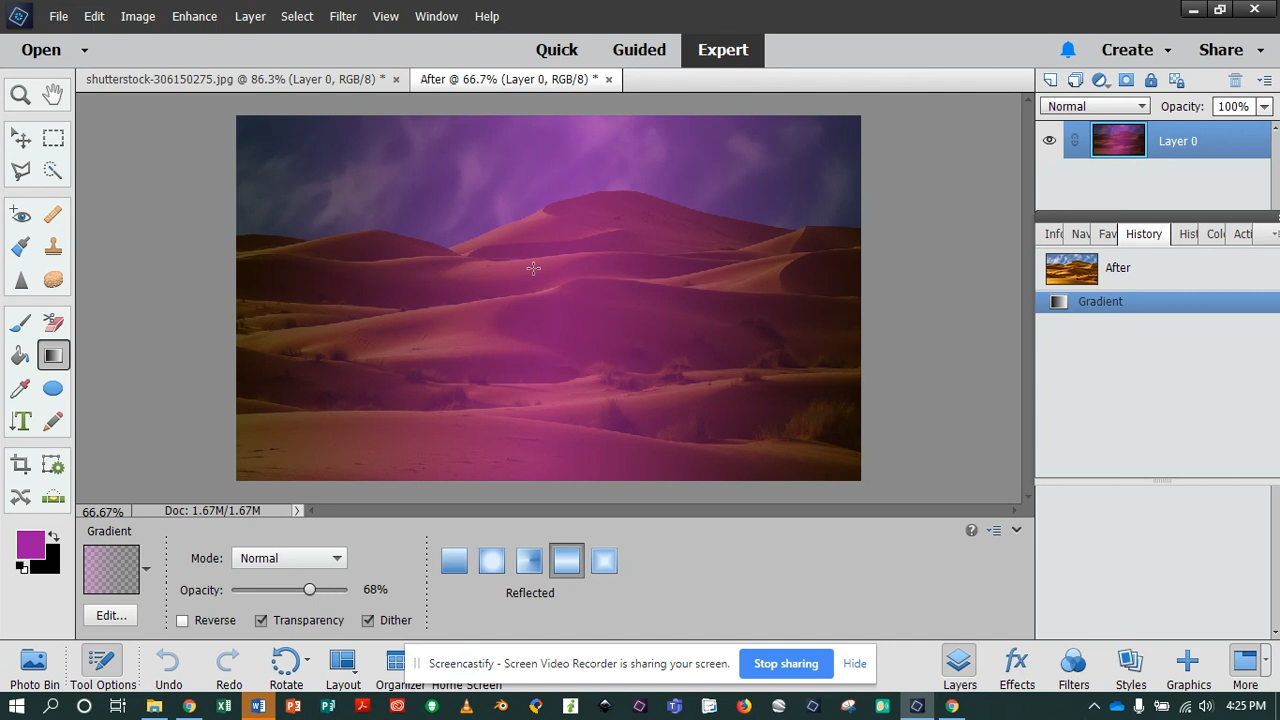 File Edit Image Enhance Layer Select Filter View Window Help
Open Quick Guided Expert Create Share
shutterstock-306150275.jpg @ 86.3% (Layer 0, RGB/8) * × After @ 66.7% (Layer 0, RGB/8) * ×
Normal Opacity: 100%
Layer 0
Info Nav Fav History Hist Colo Acti
After
Gradient
66.67% Doc: 1.67M/1.67M
Gradient
Mode: Normal
Opacity: 68%
Reflected
Edit...
Reverse Transparency Dither
Screencastify - Screen Video Recorder is sharing your screen. Stop sharing Hide
Photo Bin Tool Options Undo Redo Rotate Layout Organizer Home Screen Layers Effects Filters Styles Graphics More
4:25 PM